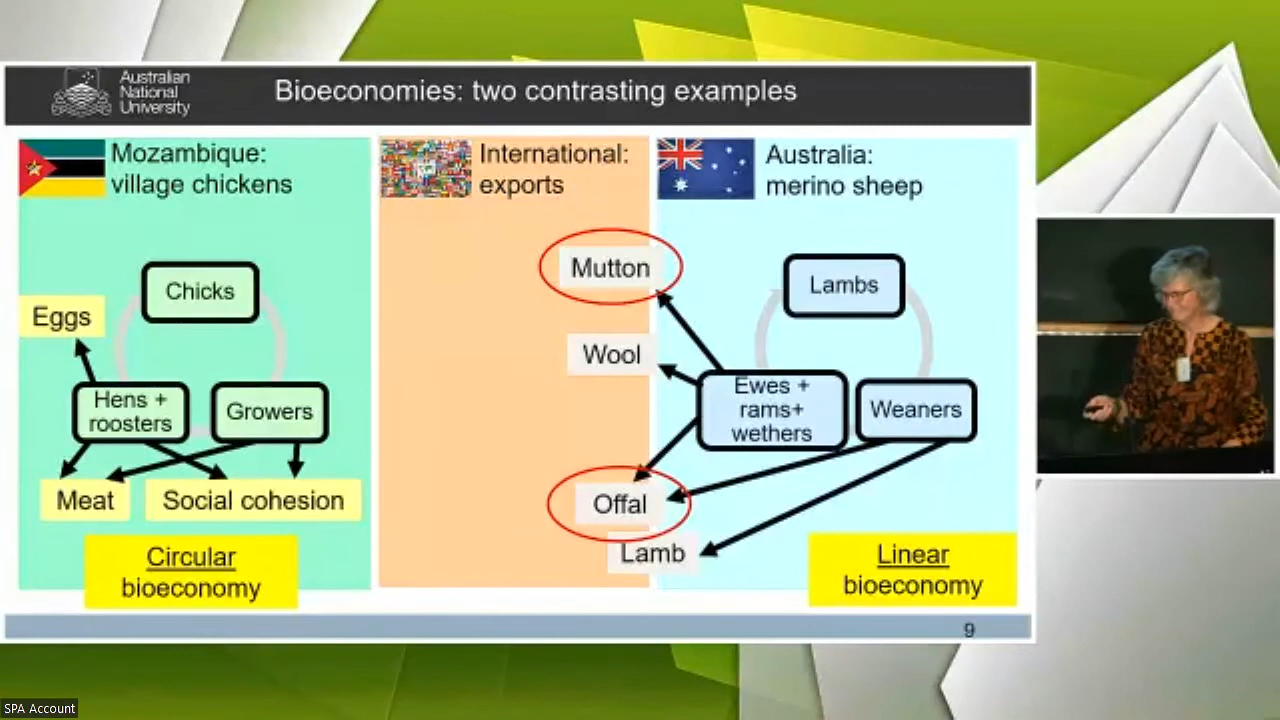 Australian
National
University
Bioeconomies: two contrasting examples
Mozambique:
village chickens
International:
exports
Australia:
merino sheep
Chicks
Eggs
Hens +
roosters
Growers
Meat
Social cohesion
Circular
bioeconomy
Mutton
Wool
Offal
Lamb
Lambs
Ewes +
rams+
wethers
Weaners
Linear
bioeconomy
9
SPA Account